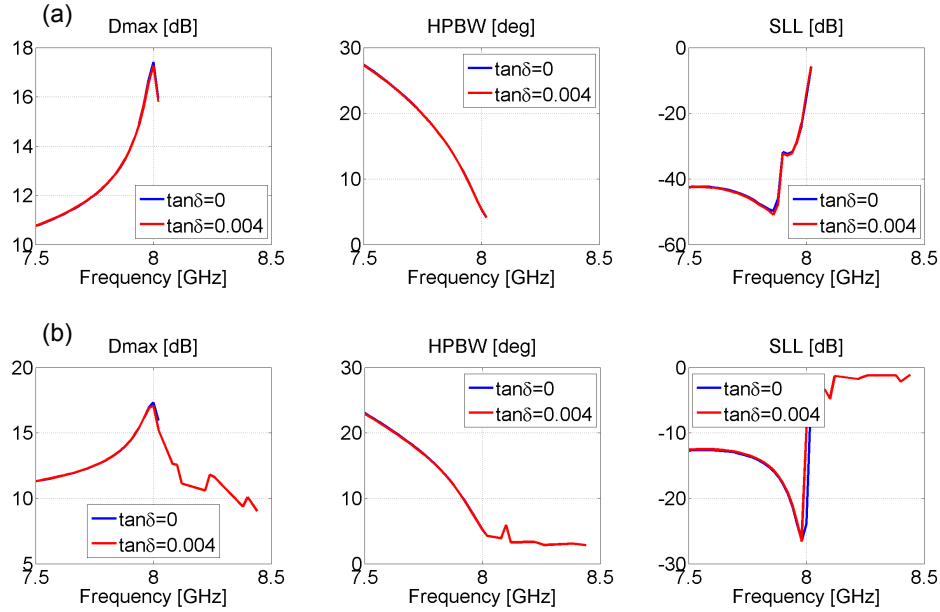 (a)
Dmax [dB]
18
16
14
12
10
7.5
8
8.5
Frequency [GHz]
tanδ=0
tanδ=0.004
HPBW [deg]
30
20
10
0
7.5
8
8.5
Frequency [GHz]
tanδ=0
tanδ=0.004
SLL [dB]
0
-20
-40
-60
7.5
8
8.5
Frequency [GHz]
tanδ=0
tanδ=0.004
(b)
Dmax [dB]
20
15
10
5
7.5
8
8.5
Frequency [GHz]
tanδ=0
tanδ=0.004
HPBW [deg]
30
20
10
0
7.5
8
8.5
Frequency [GHz]
tanδ=0
tanδ=0.004
SLL [dB]
0
-10
-20
-30
7.5
8
8.5
Frequency [GHz]
tanδ=0
tanδ=0.004